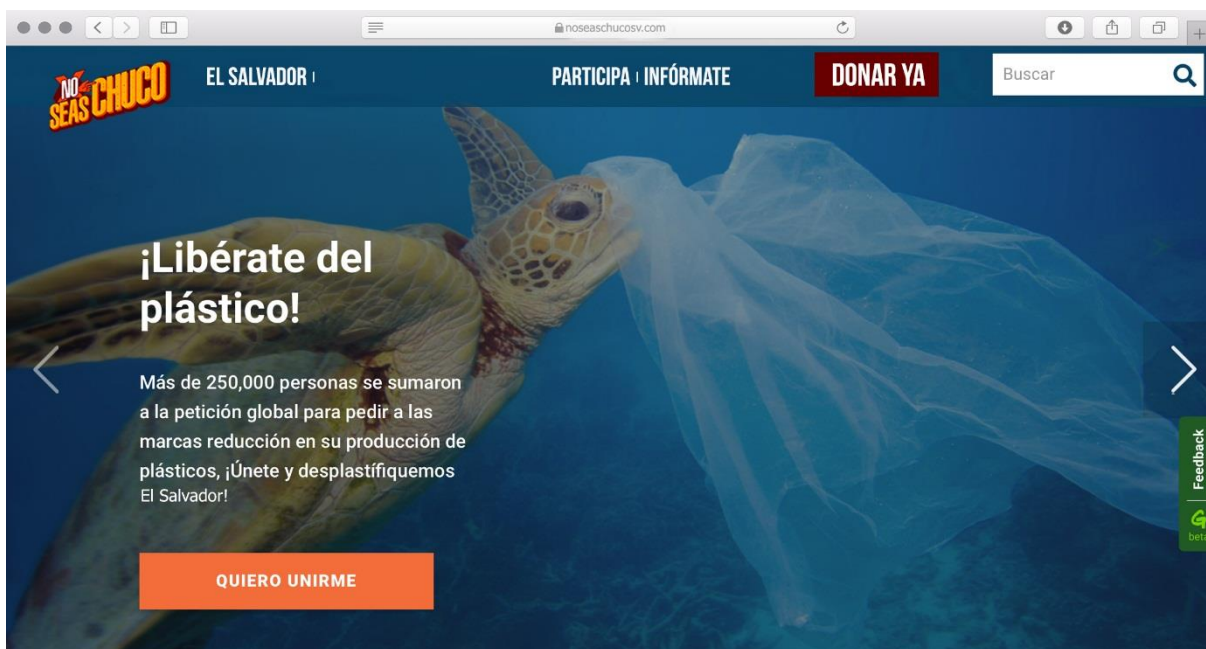 noseaschucosv.com
NO
SEAS CHUCO
EL SALVADOR
PARTICIPA
INFÓRMATE
DONAR YA
Buscar
¡Libérate del
plástico!
Más de 250,000 personas se sumaron
a la petición global para pedir a las
marcas reducción en su producción de
plásticos, ¡Únete y desplastífiquemos
El Salvador!
QUIERO UNIRME
Feedback
G
beta